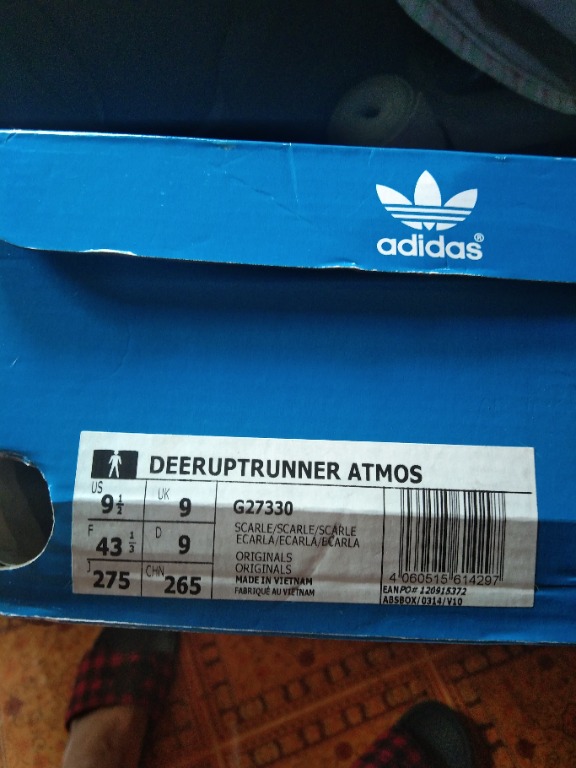 adidas®
DEERUPTRUNNER ATMOS
US 9 1/2 UK 9
F 43 1/3 D 9
J 275 CHN 265
G27330
SCARLE/SCARLE/SCARLE
ECARLA/ECARLA/ECARLA
ORIGINALS
ORIGINALS
MADE IN VIETNAM
FABRIQUÉ AU VIETNAM
4 060515 614297
EAN PO# 120915372
ABSBOX/0314/V10